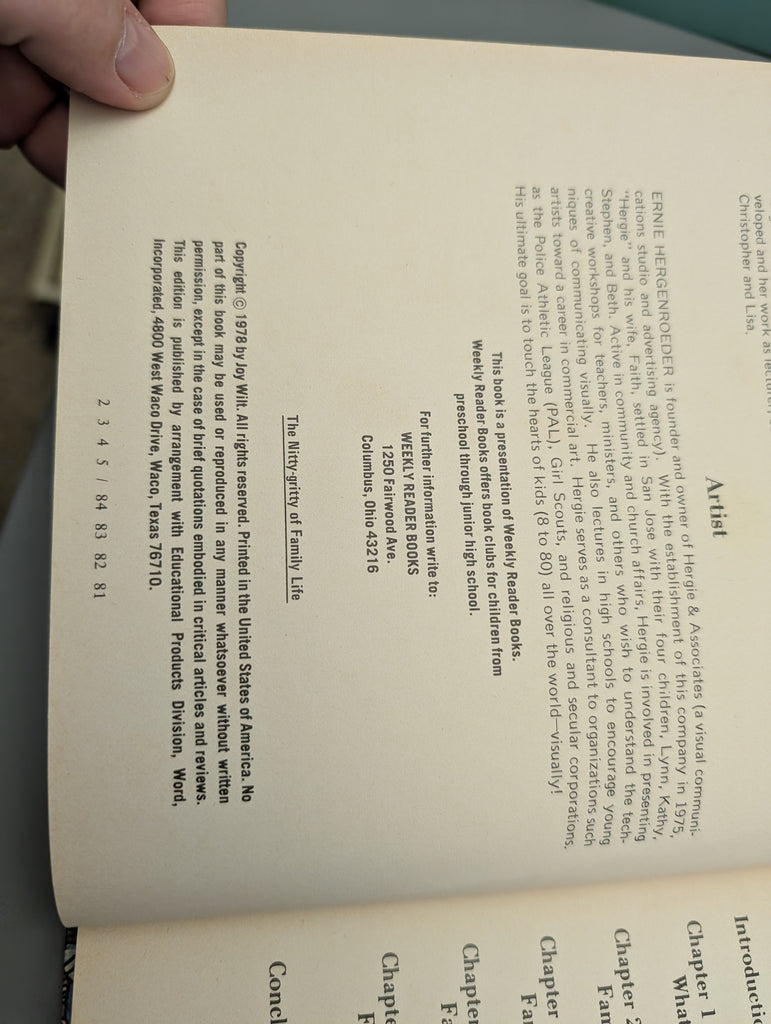 veloped and her work as
Christopher and Lisa.
Artist
ERNIE HERGENROEDER is founder and owner of Hergie & Associates (a visual communi-
cations studio and advertising agency). With the establishment of this company in 1975,
"Hergie" and his wife, Faith, settled in San Jose with their four children, Lynn, Kathy,
Stephen, and Beth. Active in community and church affairs, Hergie is involved in presenting
creative workshops for teachers, ministers, and others who wish to understand the tech-
niques of communicating visually. He also lectures in high schools to encourage young
artists toward a career in commercial art. Hergie serves as a consultant to organizations such
as the Police Athletic League (PAL), Girl Scouts, and religious and secular corporations.
His ultimate goal is to touch the hearts of kids (8 to 80) all over the world—visually!
This book is a presentation of Weekly Reader Books.
Weekly Reader Books offers book clubs for children from
preschool through junior high school.
For further information write to:
WEEKLY READER BOOKS
1250 Fairwood Ave.
Columbus, Ohio 43216
The Nitty-gritty of Family Life
Copyright © 1978 by Joy Wilt. All rights reserved. Printed in the United States of America. No
part of this book may be used or reproduced in any manner whatsoever without written
permission, except in the case of brief quotations embodied in critical articles and reviews.
This edition is published by arrangement with Educational Products Division, Word,
Incorporated, 4800 West Waco Drive, Waco, Texas 76710.
2 3 4 5 / 84 83 82 81
Introductio
Chapter 1
What
Chapter 2
Fan
Chapter
Fa
Chapter
Fa
Chapte
F
Concl